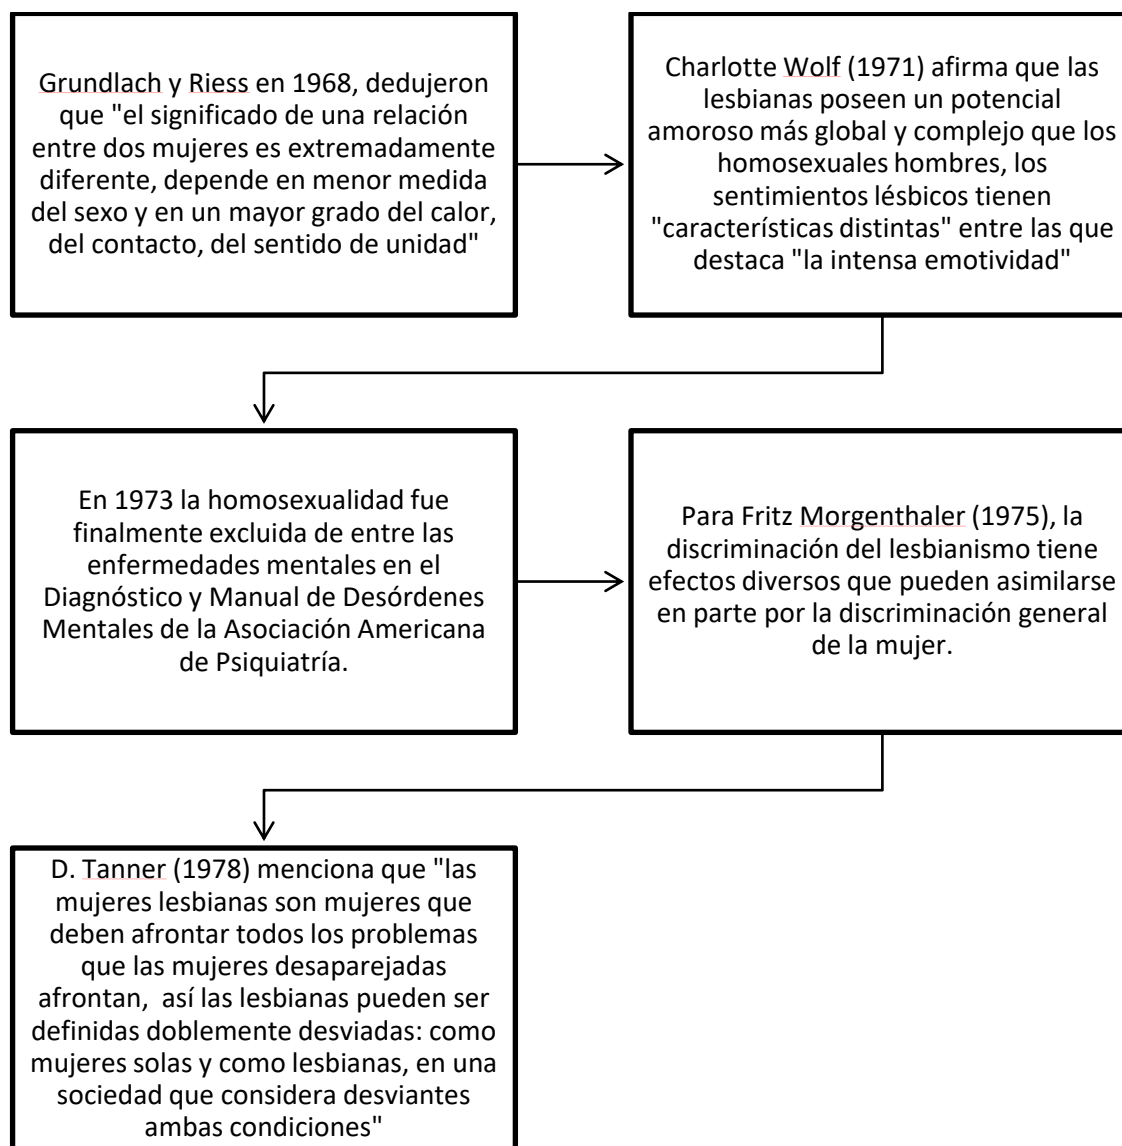 Grundlach y Riess en 1968, dedujeron
que "el significado de una relación
entre dos mujeres es extremadamente
diferente, depende en menor medida
del sexo y en un mayor grado del calor,
del contacto, del sentido de unidad"
Charlotte Wolf (1971) afirma que las
lesbianas poseen un potencial
amoroso más global y complejo que los
homosexuales hombres, los
sentimientos lésbicos tienen
"características distintas" entre las que
destaca "la intensa emotividad"
En 1973 la homosexualidad fue
finalmente excluida de entre las
enfermedades mentales en el
Diagnóstico y Manual de Desórdenes
Mentales de la Asociación Americana
de Psiquiatría.
Para Fritz Morgenthaler (1975), la
discriminación del lesbianismo tiene
efectos diversos que pueden asimilarse
en parte por la discriminación general
de la mujer.
D. Tanner (1978) menciona que "las
mujeres lesbianas son mujeres que
deben afrontar todos los problemas
que las mujeres desaparejadas
afrontan,  así las lesbianas pueden ser
definidas doblemente desviadas: como
mujeres solas y como lesbianas, en una
sociedad que considera desviantes
ambas condiciones"